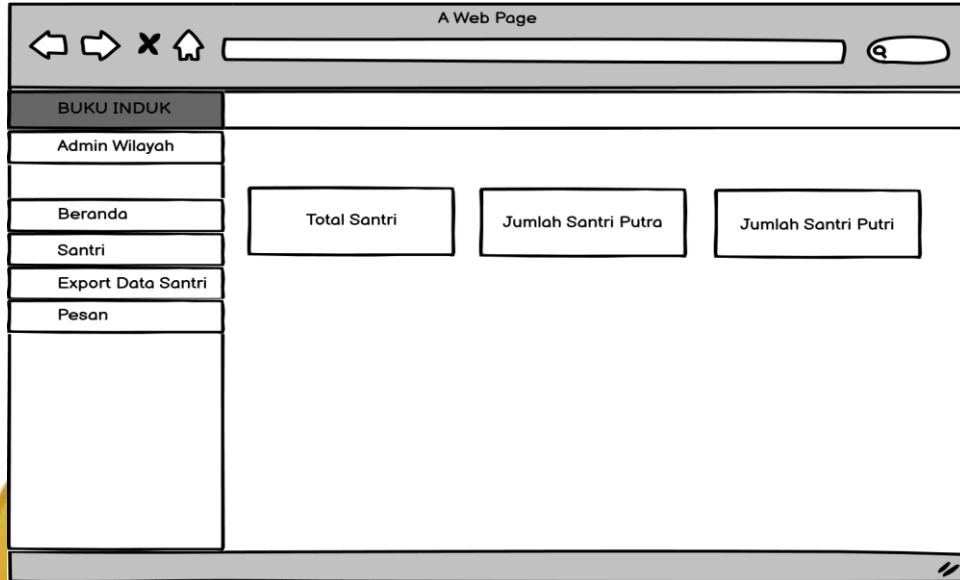 A Web Page
BUKU INDUK
Admin Wilayah
Beranda
Santri
Export Data Santri
Pesan
Total Santri
Jumlah Santri Putra
Jumlah Santri Putri